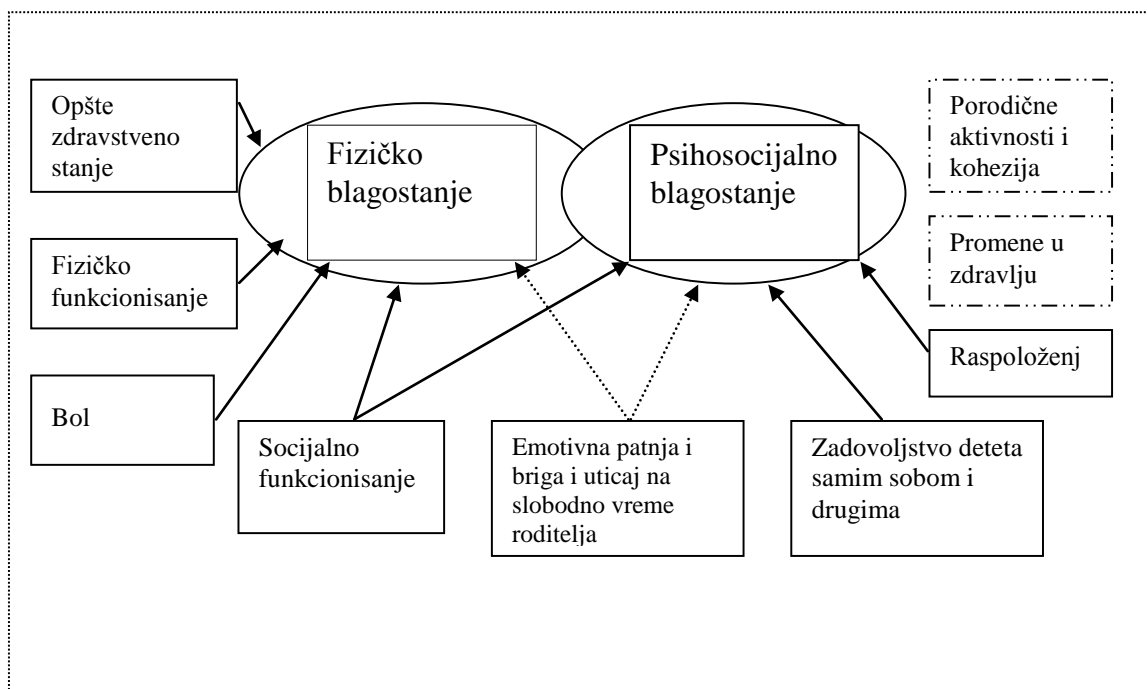 Opšte
zdravstveno
stanje
Fizičko
blagostanje
Psihosocijalno
blagostanje
Porodične
aktivnosti i
kohezija
Fizičko
funkcionisanje
Promene u
zdravlju
Raspoloženj
Bol
Socijalno
funkcionisanje
Emotivna patnja i
briga i uticaj na
slobodno vreme
roditelja
Zadovoljstvo deteta
samim sobom i
drugima